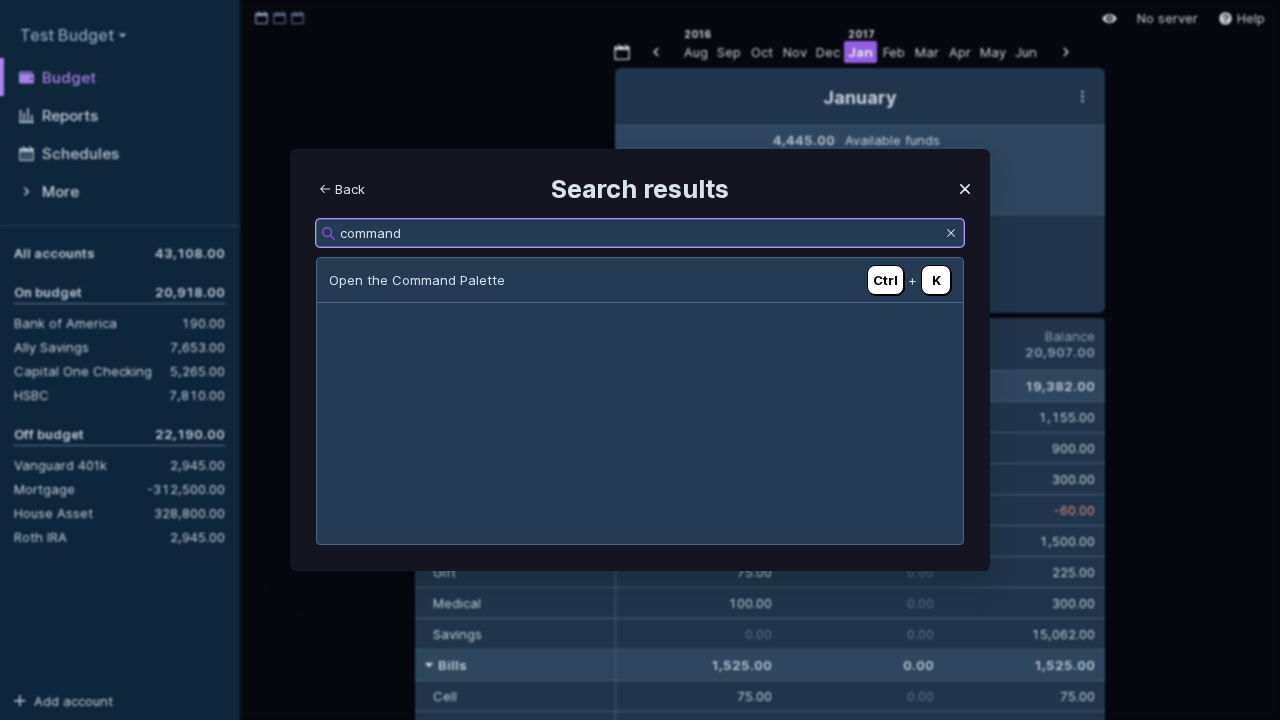 Test Budget
Budget
Reports
Schedules
More
All accounts 43,108.00
On budget 20,918.00
Bank of America 190.00
Ally Savings 7,653.00
Capital One Checking 5,265.00
HSBC 7,810.00
Off budget 22,190.00
Vanguard 401k 2,945.00
Mortgage -312,500.00
House Asset 328,800.00
Roth IRA 2,945.00
Add account
No server Help
2016 2017
Aug Sep Oct Nov Dec Jan Feb Mar Apr May Jun
January
4,445.00 Available funds
Back
Search results
command
Open the Command Palette Ctrl + K
Balance
20,907.00
19,382.00
1,155.00
900.00
300.00
-60.00
1,500.00
Gift 75.00 0.00 225.00
Medical 100.00 0.00 300.00
Savings 0.00 0.00 15,062.00
Bills 1,525.00 0.00 1,525.00
Cell 75.00 0.00 75.00